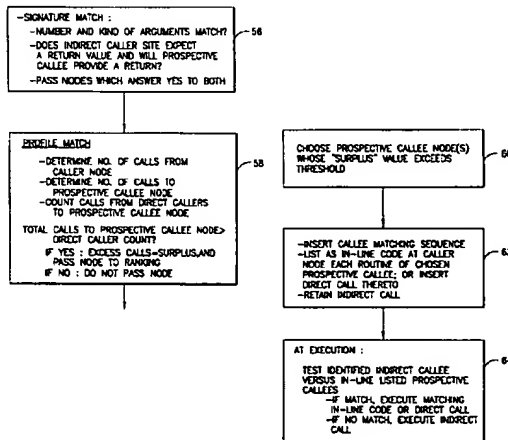 -SIGNATURE MATCH :
-NUMBER AND KIND OF ARGUMENTS MATCH?
-DOES INDIRECT CALLER SITE EXPECT
A RETURN VALUE AND WILL PROSPECTIVE
CALLEE PROVIDE A RETURN?
-PASS NODES WHICH ANSWER YES TO BOTH
56
PROFILE MATCH
-DETERMINE NO. OF CALLS FROM
CALLER NODE
-DETERMINE NO. OF CALLS TO
PROSPECTIVE CALLEE NODE
-COUNT CALLS FROM DIRECT CALLERS
TO PROSPECTIVE CALLEE NODE
TOTAL CALLS TO PROSPECTIVE CALLEE NODE>
DIRECT CALLER COUNT?
IF YES : EXCESS CALLS=SURPLUS,AND
PASS NODE TO RANKING
IF NO : DO NOT PASS NODE
58
CHOOSE PROSPECTIVE CALLEE NODE(S)
WHOSE "SURPLUS" VALUE EXCEEDS
THRESHOLD
-INSERT CALLEE MATCHING SEQUENCE
-LIST AS IN-LINE CODE AT CALLER
NODE EACH ROUTINE OF CHOSEN
PROSPECTIVE CALLEE; OR INSERT
DIRECT CALL THERETO
-RETAIN INDIRECT CALL
AT EXECUTION :
TEST IDENTIFIED INDIRECT CALLEE
VERSUS IN-LINE LISTED PROSPECTIVE
CALLEES
-IF MATCH, EXECUTE MATCHING
IN-LINE CODE OR DIRECT CALL
-IF NO MATCH, EXECUTE INDIRECT
CALL